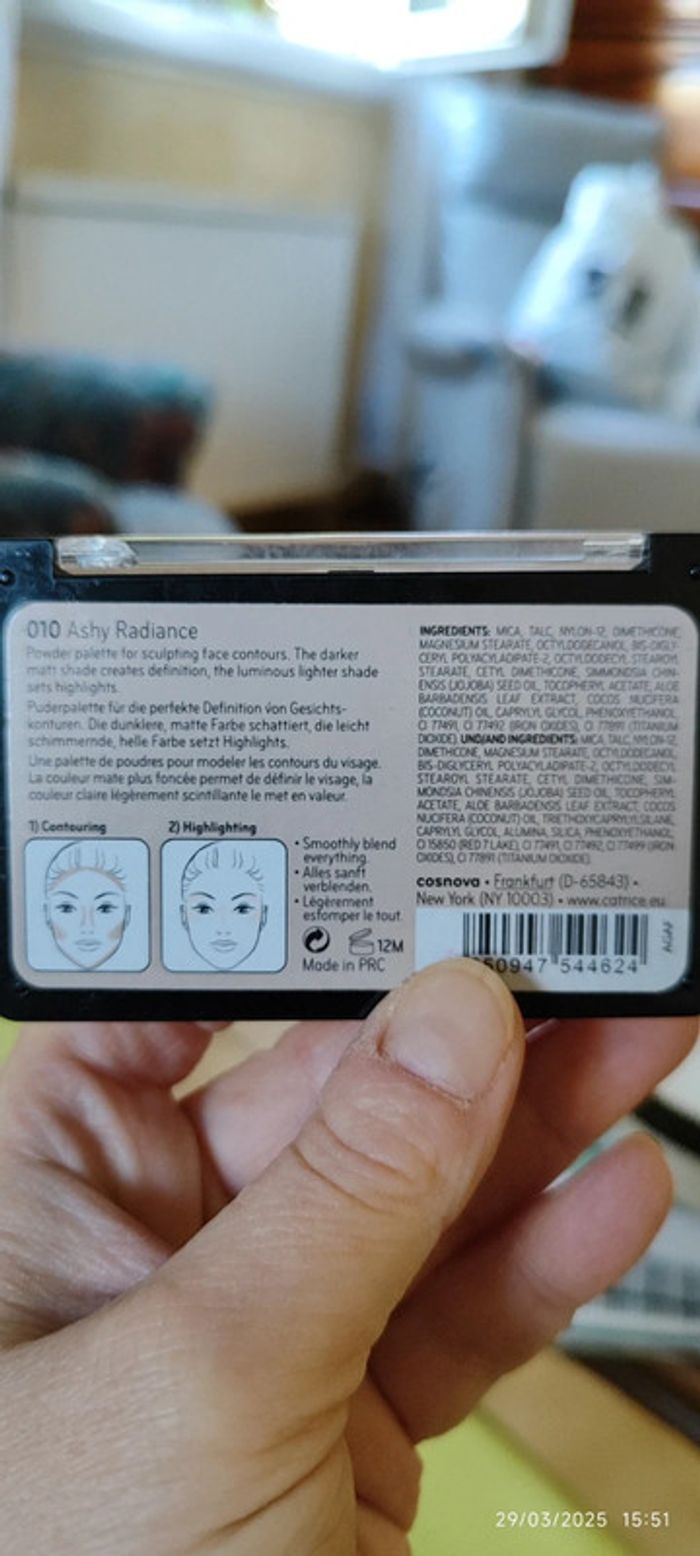 010 Ashy Radiance
Powder palette for sculpting face contours. The darker
matt shade creates definition, the luminous lighter shade
sets highlights.
Puderpalette für die perfekte Definition von Gesichts-
konturen. Die dunklere, matte Farbe schattiert, die leicht
schimmernde, helle Farbe setzt Highlights.
Une palette de poudres pour modeler les contours du visage.
La couleur mate plus foncée permet de définir le visage, la
couleur claire légèrement scintillante le met en valeur.
1) Contouring
2) Highlighting
• Smoothly blend
everything.
• Alles sanft
verblenden.
• Légèrement
esfomper le tout.
12M
Made in PRC
INGREDIENTS: MICA, TALC, NYLON-12, DIMETHICONE,
MAGNESIUM STEARATE, OCTYLDODECANOL, BIS-DIGLY-
CERYL POLYACYLADIPATE-2, OCTYLDODECYL STEAROYL
STEARATE, CETYL DIMETHICONE, SIMMONDSIA CHIN-
ENSIS (JOJOBA) SEED OIL, TOCOPHERYL ACETATE, ALOE
BARBADENSIS LEAF EXTRACT, COCOS NUCIFERA
(COCONUT) OIL, CAPRYLYL GLYCOL, PHENOXYETHANOL,
CI 77491, CI 77492 (IRON OXIDES), CI 77891 (TITANIUM
DIOXIDE). UND/AND INGREDIENTS: MICA, TALC, NYLON-12,
DIMETHICONE, MAGNESIUM STEARATE, OCTYLDODECANOL,
BIS-DIGLYCERYL POLYACYLADIPATE-2, OCTYLDODECYL
STEAROYL STEARATE, CETYL DIMETHICONE, SIM-
MONDSIA CHINENSIS (JOJOBA) SEED OIL, TOCOPHERYL
ACETATE, ALOE BARBADENSIS LEAF EXTRACT, COCOS
NUCIFERA (COCONUT) OIL, TRIETHOXYCAPRYLYLSILANE,
CAPRYLYL GLYCOL, ALUMINA, SILICA, PHENOXYETHANOL,
CI 15850 (RED 7 LAKE), CI 77491, CI 77492, CI 77499 (IRON
OXIDES), CI 77891 (TITANIUM DIOXIDE).
cosnova • Frankfurt (D-65843) •
New York (NY 10003) • www.catrice.eu
50947 544624
29/03/2025 15:51